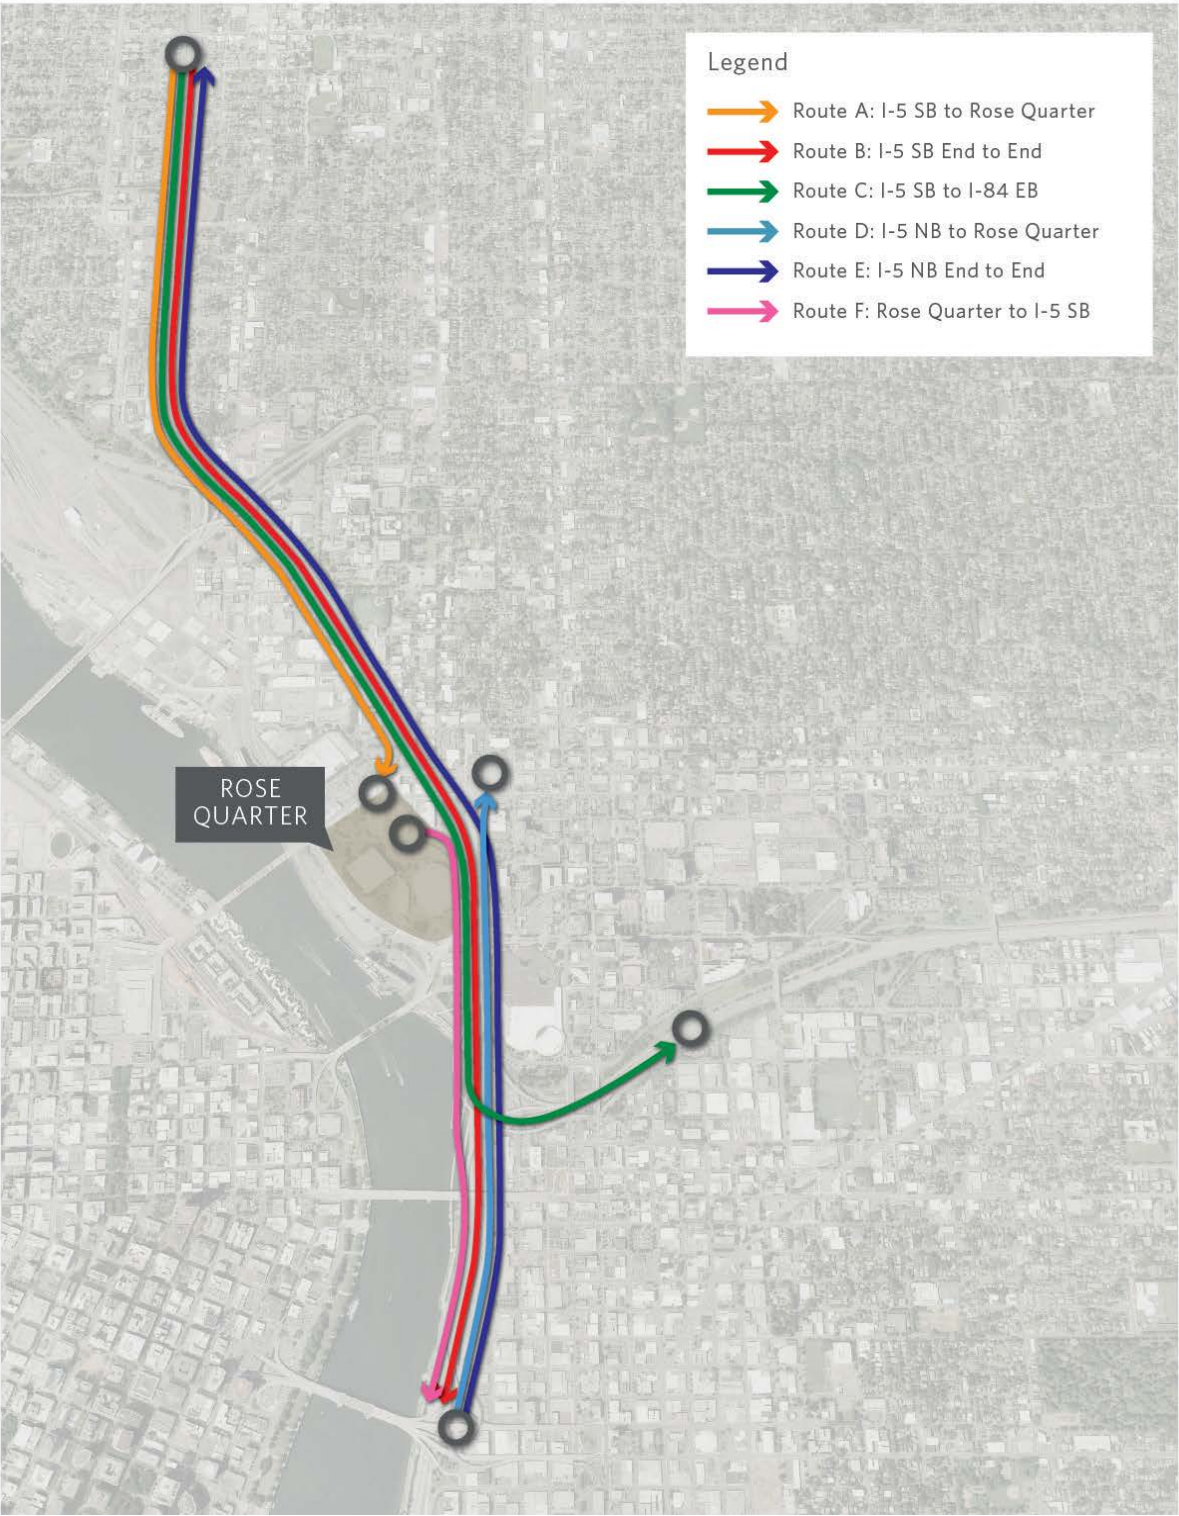 Legend
Route A: I-5 SB to Rose Quarter
Route B: I-5 SB End to End
Route C: I-5 SB to I-84 EB
Route D: I-5 NB to Rose Quarter
Route E: I-5 NB End to End
Route F: Rose Quarter to I-5 SB
ROSE
QUARTER